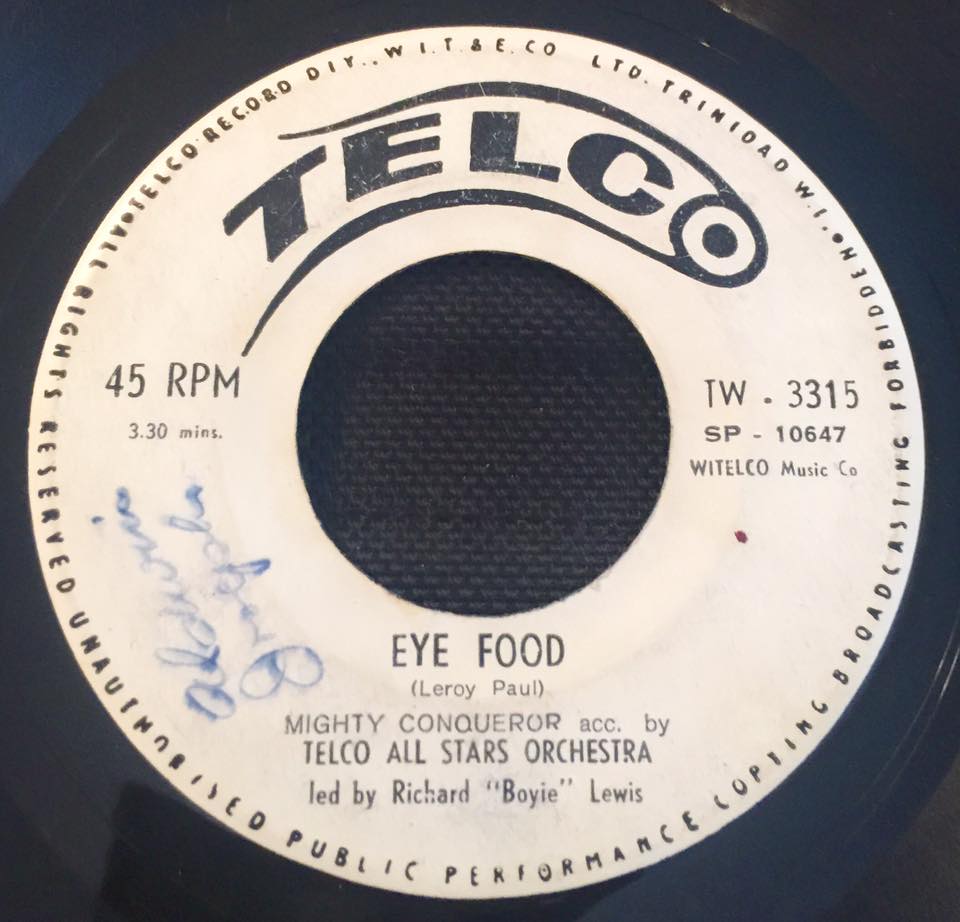 TELCO RECORD DIV., W.I.T.&E. CO LTD. TRINIDAD W.I.
ALL RIGHTS RESERVED UNAUTHORISED PUBLIC PERFORMANCE COPYING BROADCASTING FORBIDDEN
TELCO
45 RPM
3.30 mins.
TW . 3315
SP - 10647
WITELCO Music Co
EYE FOOD
(Leroy Paul)
MIGHTY CONQUEROR acc. by
TELCO ALL STARS ORCHESTRA
led by Richard "Boyie" Lewis